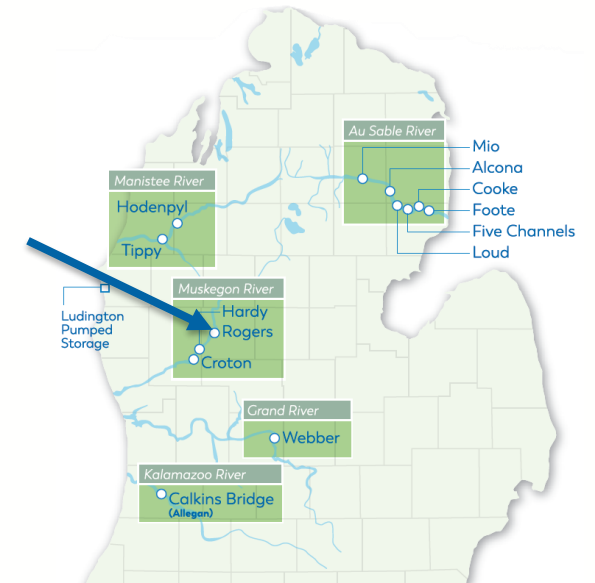 Au Sable River
Mio
Alcona
Cooke
Foote
Five Channels
Loud
Manistee River
Hodenpyl
Tippy
Ludington
Pumped
Storage
Muskegon River
Hardy
Rogers
Croton
Grand River
Webber
Kalamazoo River
Calkins Bridge
(Allegan)